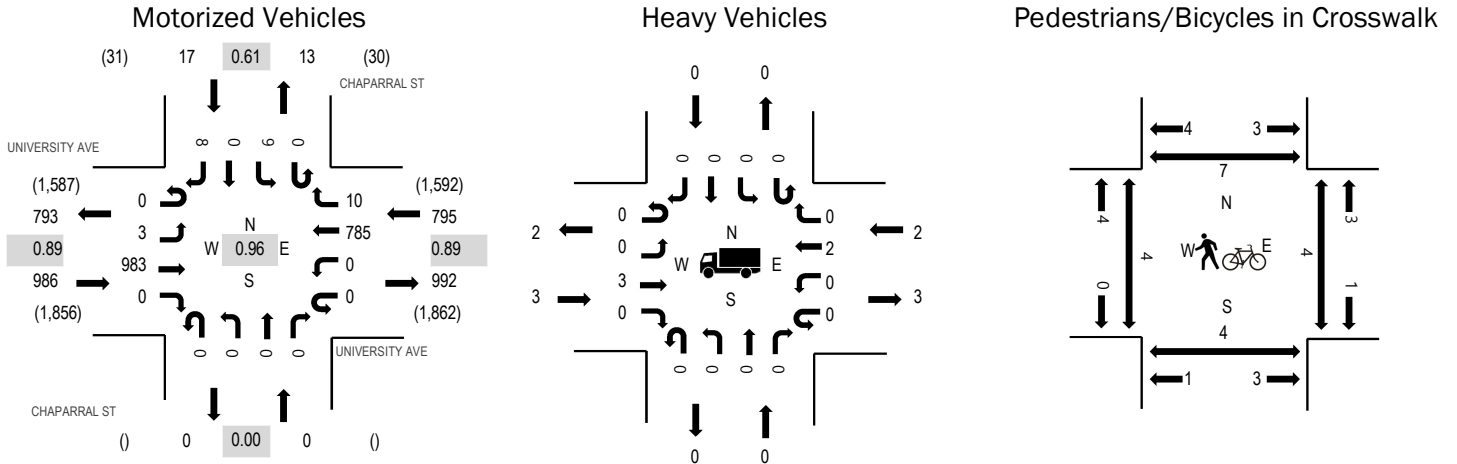 Motorized Vehicles
(31) 17 0.61 13 (30)
CHAPARRAL ST
UNIVERSITY AVE
8 0 9 0
(1,587)
793
0.89
986
(1,856)
0
3
983
0
N
W 0.96 E
S
10
785
0
0
(1,592)
795
0.89
992
(1,862)
0 0 0 0
UNIVERSITY AVE
CHAPARRAL ST
() 0 0.00 0 ()
Heavy Vehicles
0 0
0 0 0 0
2
3
0
0
3
0
N
W E
S
0
2
0
0
2
3
0 0 0 0
0 0
Pedestrians/Bicycles in Crosswalk
4 3
7
N
4
0
4
W E
4
3
1
S
4
1 3